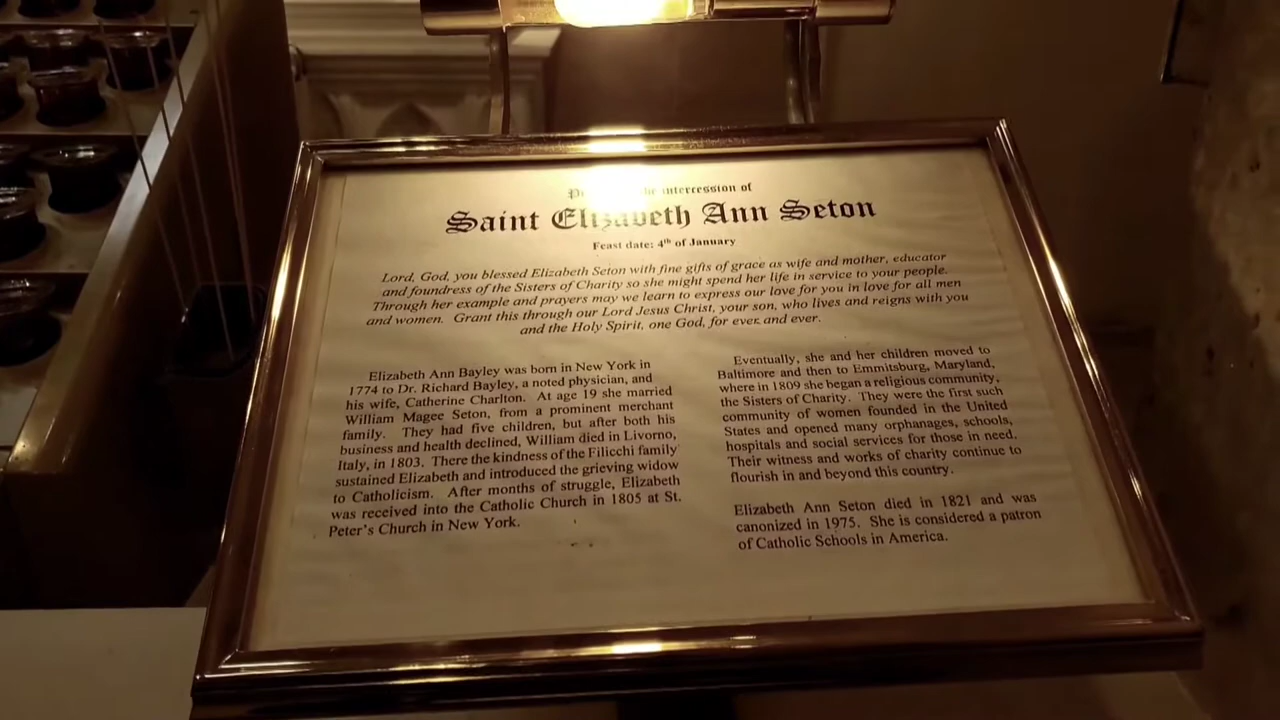 the intercession of
Saint Elizabeth Ann Seton
Feast date: 4th of January
Lord, God, you blessed Elizabeth Seton with fine gifts of grace as wife and mother, educator
and foundress of the Sisters of Charity so she might spend her life in service to your people.
Through her example and prayers may we learn to express our love for you in love for all men
and women. Grant this through our Lord Jesus Christ, your son, who lives and reigns with you
and the Holy Spirit, one God, for ever and ever.
Elizabeth Ann Bayley was born in New York in
1774 to Dr. Richard Bayley, a noted physician, and
his wife, Catherine Charlton. At age 19 she married
William Magee Seton, from a prominent merchant
family. They had five children, but after both his
business and health declined, William died in Livorno,
Italy, in 1803. There the kindness of the Filicchi family
sustained Elizabeth and introduced the grieving widow
to Catholicism. After months of struggle, Elizabeth
was received into the Catholic Church in 1805 at St.
Peter's Church in New York.
Eventually, she and her children moved to
Baltimore and then to Emmitsburg, Maryland,
where in 1809 she began a religious community,
the Sisters of Charity. They were the first such
community of women founded in the United
States and opened many orphanages, schools,
hospitals and social services for those in need.
Their witness and works of charity continue to
flourish in and beyond this country.
Elizabeth Ann Seton died in 1821 and was
canonized in 1975. She is considered a patron
of Catholic Schools in America.